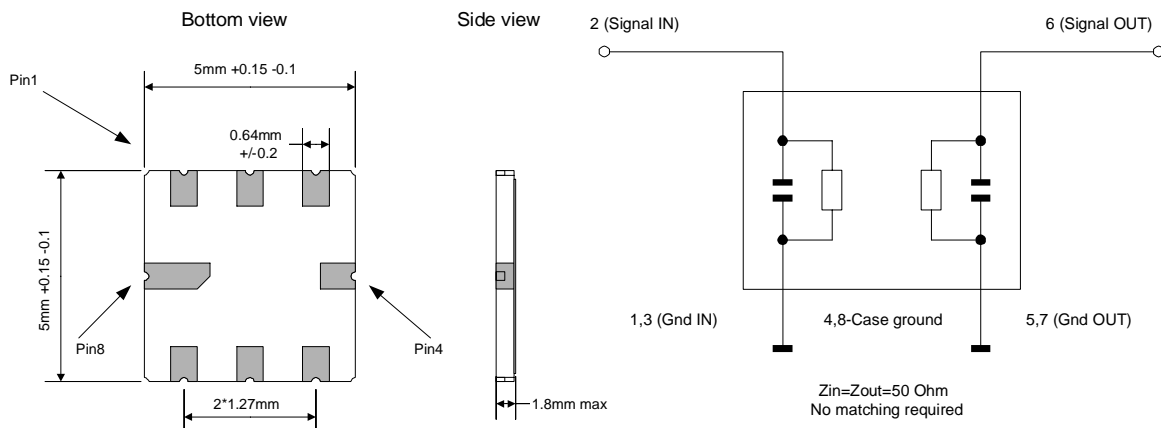 Bottom view
Side view
2 (Signal IN)
6 (Signal OUT)
Pin1
5mm +0.15 -0.1
0.64mm
+/-0.2
5mm +0.15 -0.1
Pin8
Pin4
2*1.27mm
1.8mm max
1,3 (Gnd IN)
4,8-Case ground
5,7 (Gnd OUT)
Zin=Zout=50 Ohm
No matching required